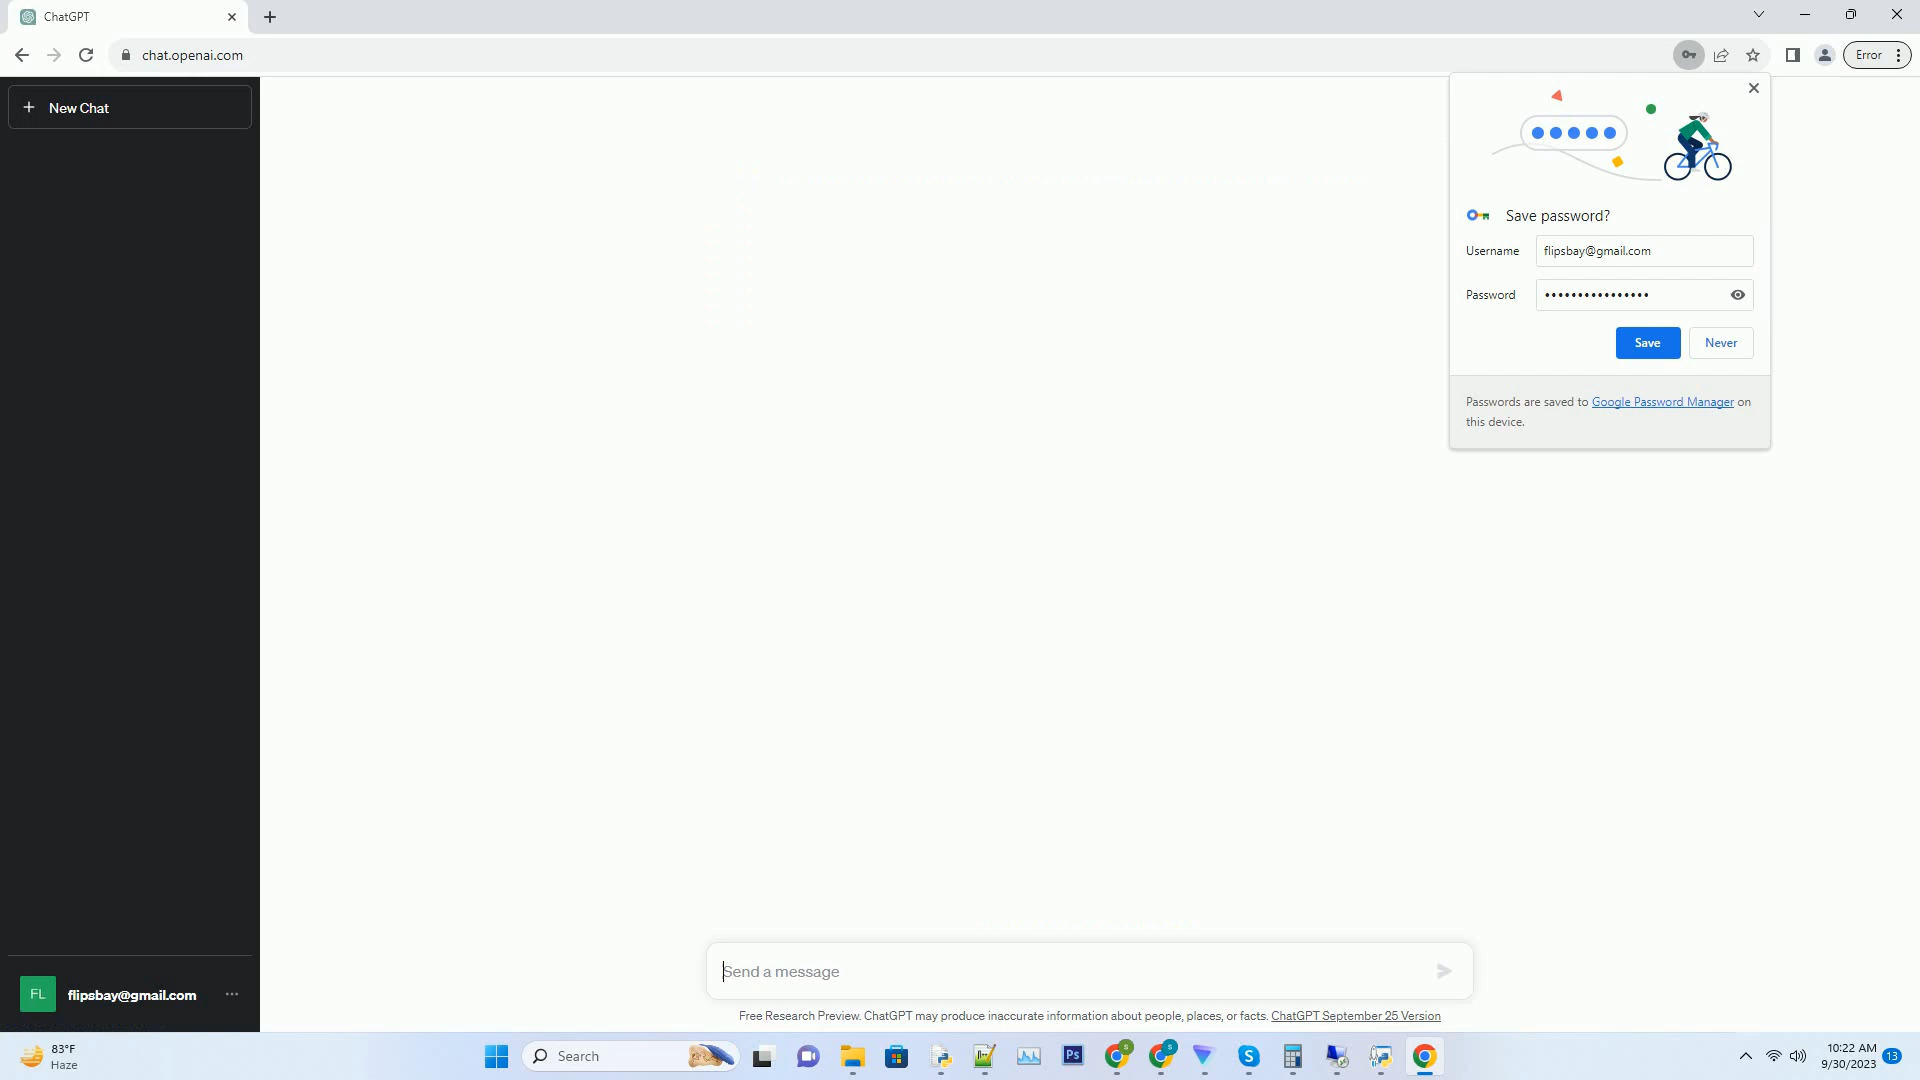 ChatGPT
chat.openai.com
Error
New Chat
Save password?
Username
flipsbay@gmail.com
Password
••••••••••••••••
Save
Never
Passwords are saved to Google Password Manager on
this device.
FL
flipsbay@gmail.com
Send a message
Free Research Preview. ChatGPT may produce inaccurate information about people, places, or facts. ChatGPT September 25 Version
83°F
Haze
Search
Ps
S
S
S
10:22 AM
9/30/2023
13